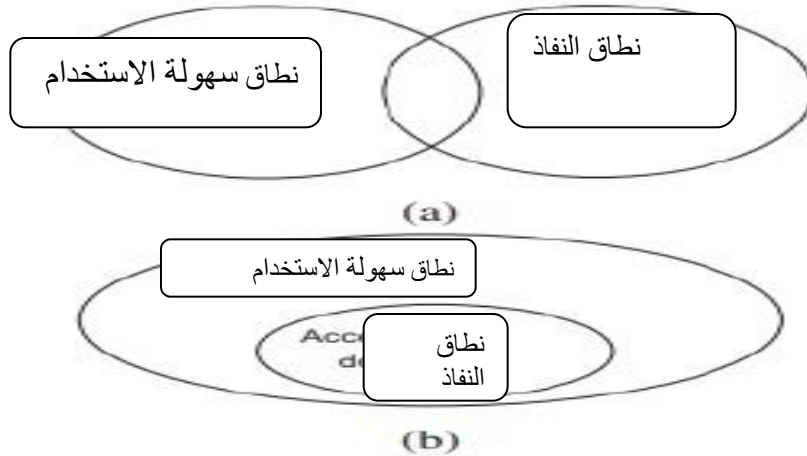 نطاق سهولة الاستخدام
نطاق النفاذ
(a)
نطاق سهولة الاستخدام
نطاق
النفاذ
(b)